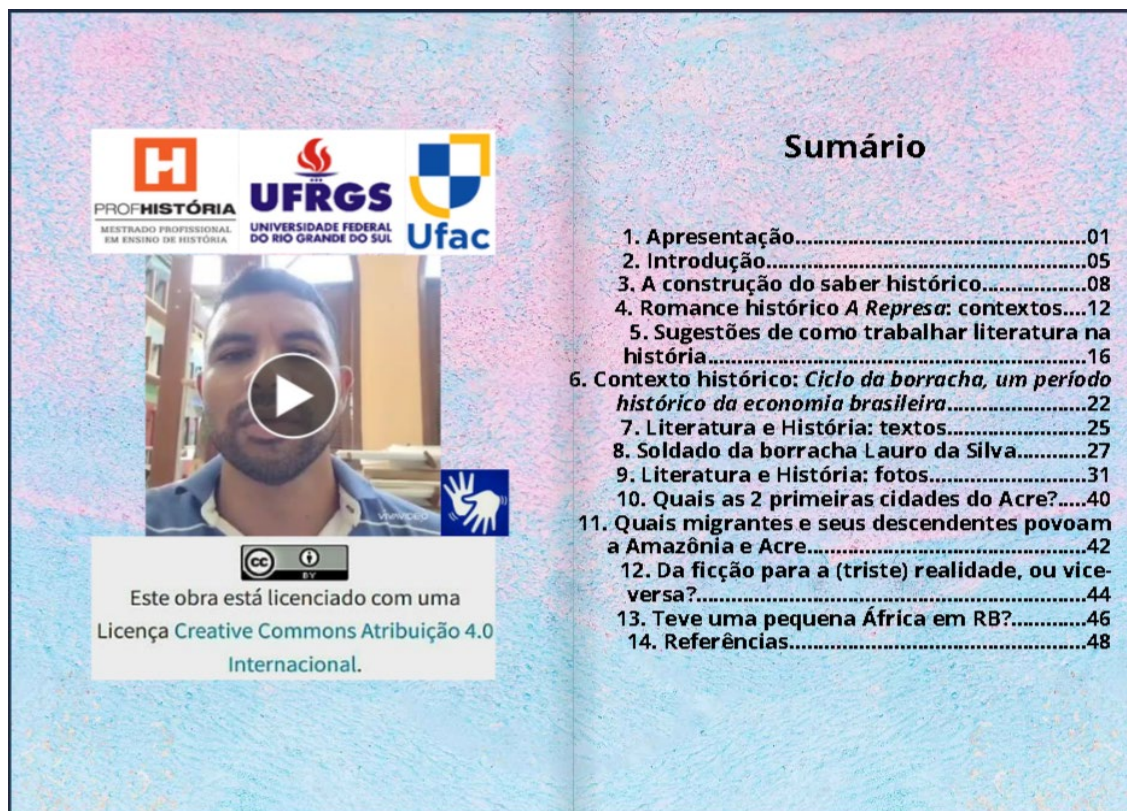 H
PROFHISTÓRIA
MESTRADO PROFISSIONAL
EM ENSINO DE HISTÓRIA
UFRGS
UNIVERSIDADE FEDERAL
DO RIO GRANDE DO SUL
Ufac
VivaVideo
cc
BY
Este obra está licenciado com uma
Licença Creative Commons Atribuição 4.0
Internacional.
Sumário
1. Apresentação.................................................01
2. Introdução......................................................05
3. A construção do saber histórico.................08
4. Romance histórico A Represa: contextos....12
5. Sugestões de como trabalhar literatura na
história................................................................16
6. Contexto histórico: Ciclo da borracha, um período
histórico da economia brasileira.......................22
7. Literatura e História: textos.........................25
8. Soldado da borracha Lauro da Silva............27
9. Literatura e História: fotos..........................31
10. Quais as 2 primeiras cidades do Acre?.....40
11. Quais migrantes e seus descendentes povoam
a Amazônia e Acre..............................................42
12. Da ficção para a (triste) realidade, ou vice-
versa?..................................................................44
13. Teve uma pequena África em RB?..............46
14. Referências...................................................48